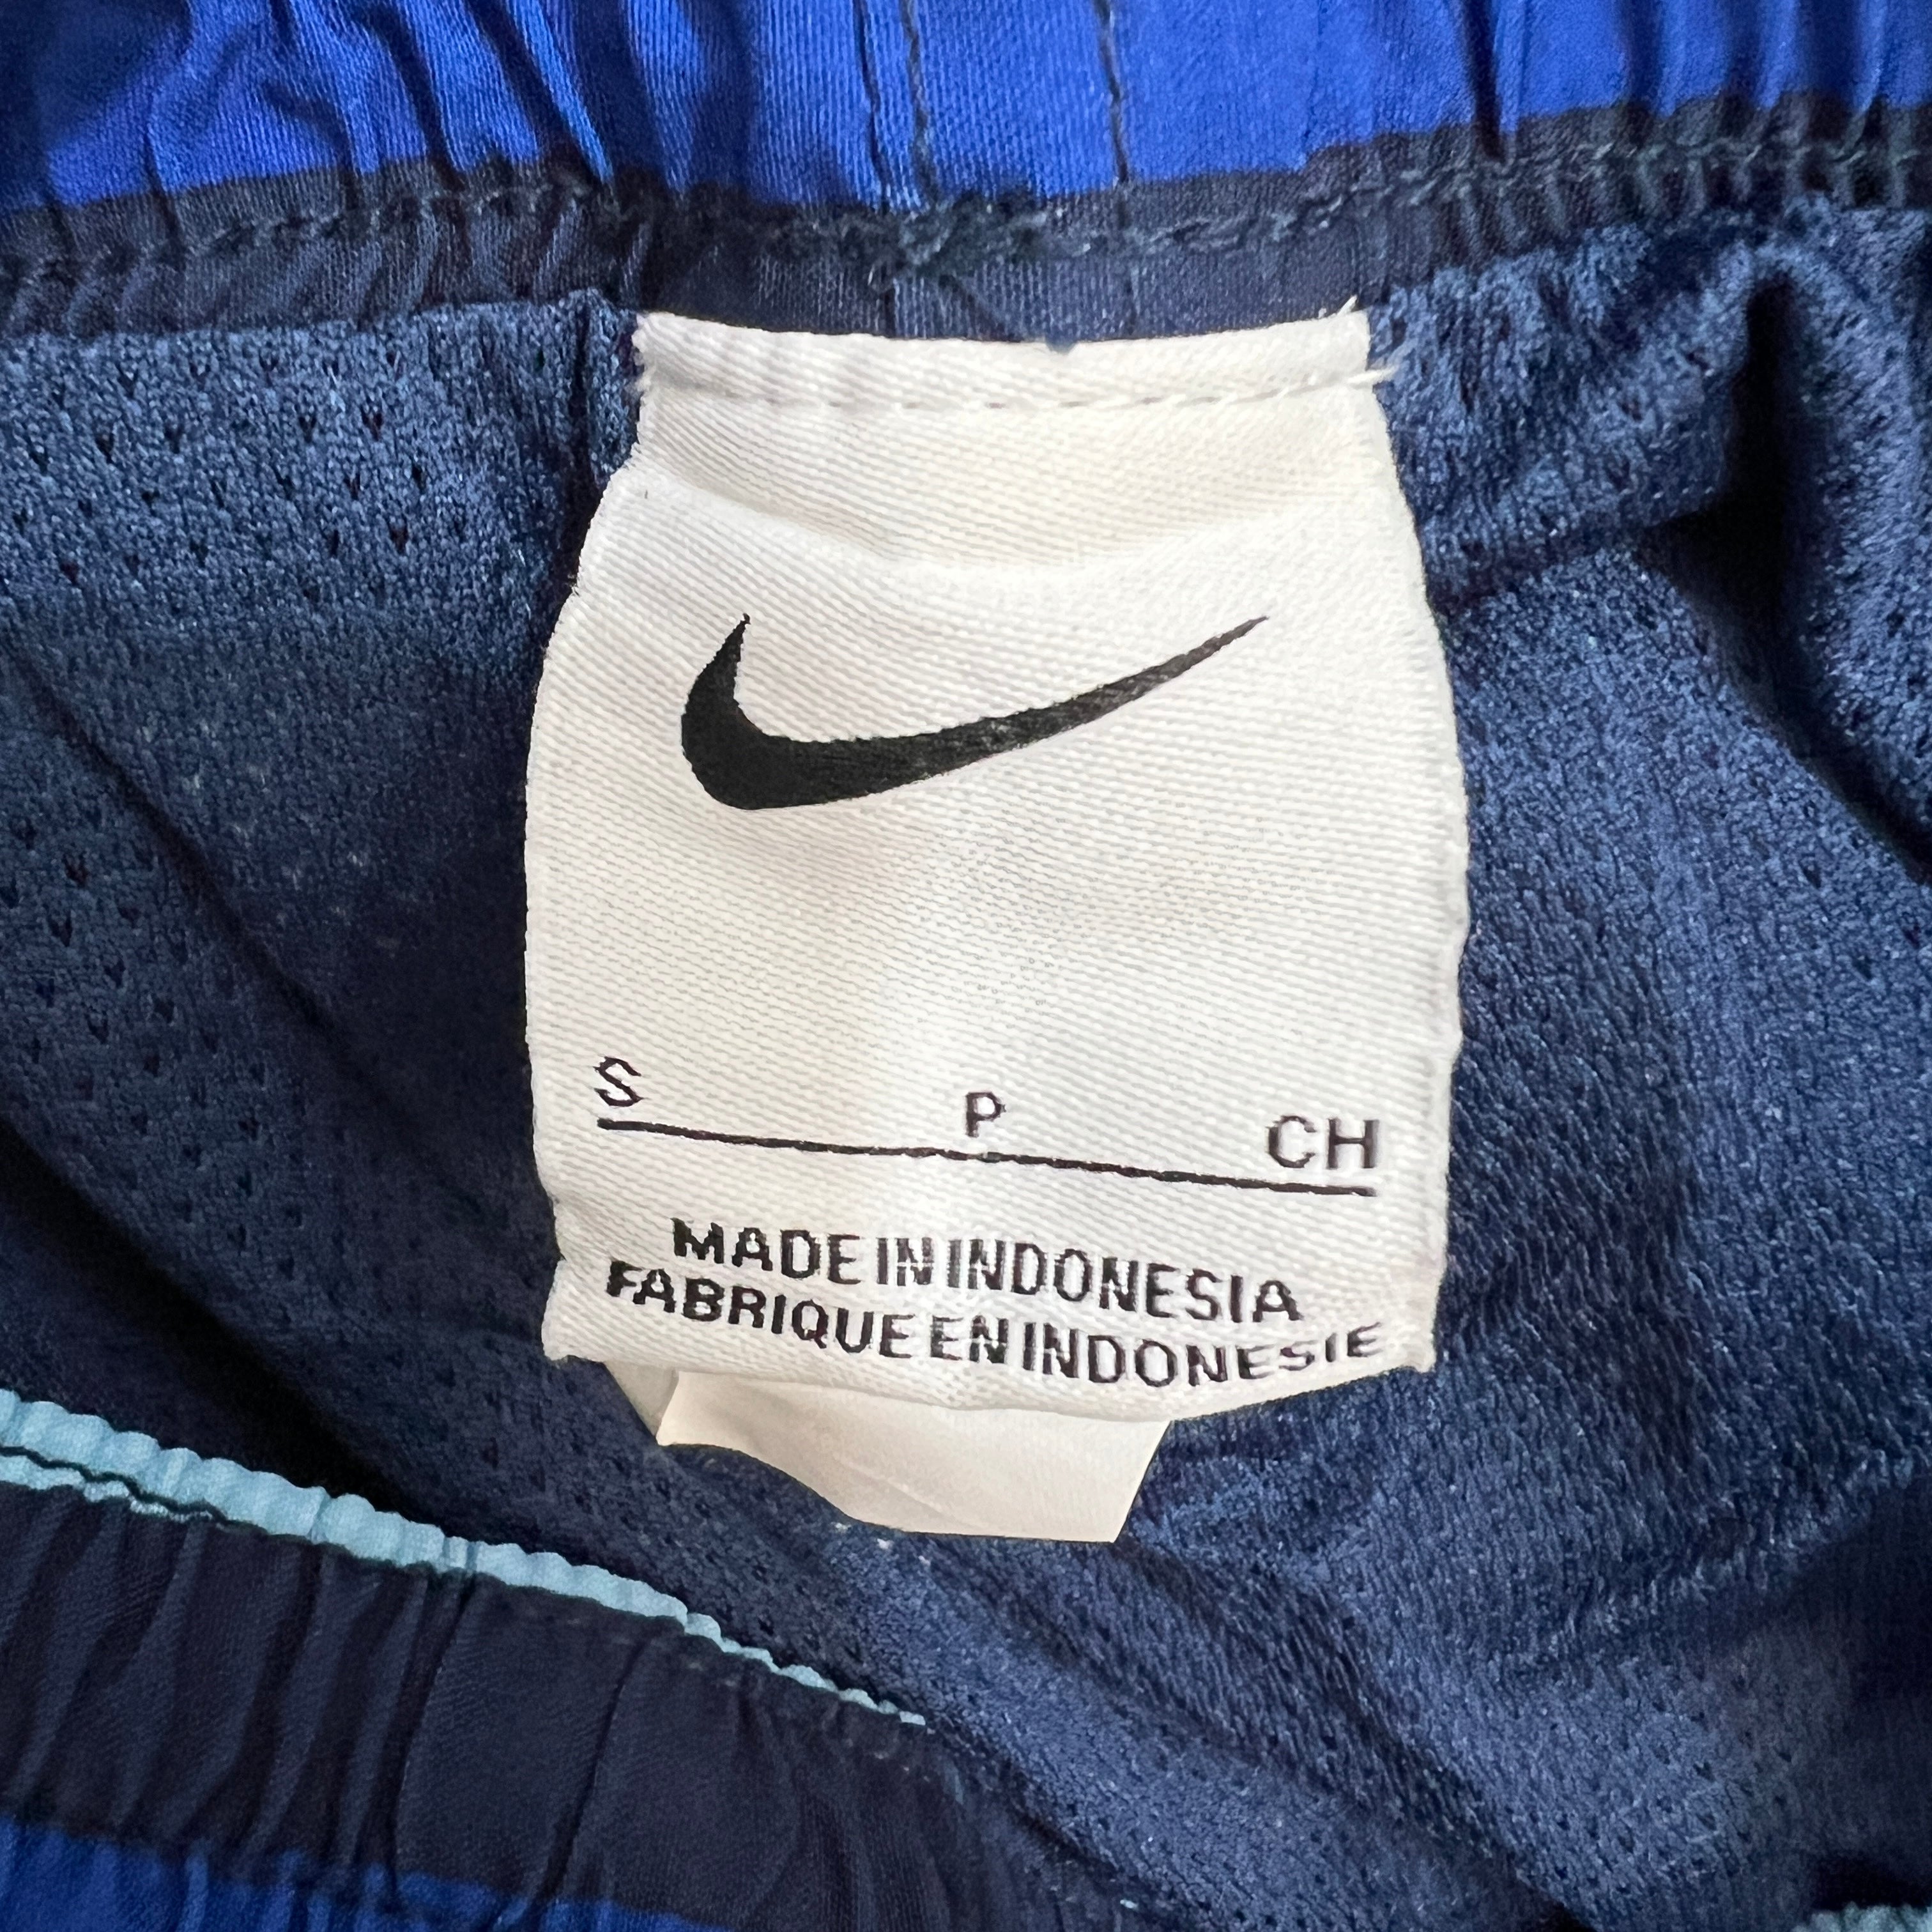 S P CH
MADE IN INDONESIA
FABRIQUE EN INDONESIE